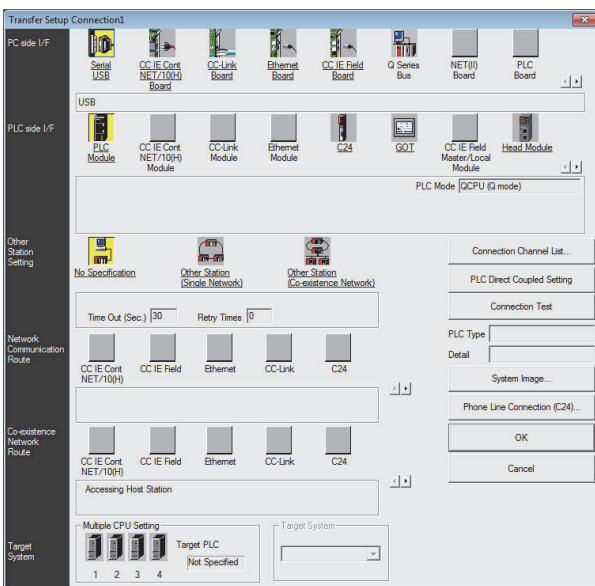 Transfer Setup Connection1
PC side I/F
Serial USB
CC IE Cont NET/10(H) Board
CC-Link Board
Ethernet Board
CC IE Field Board
Q Series Bus
NET(II) Board
PLC Board
USB
PLC side I/F
PLC Module
CC IE Cont NET/10(H) Module
CC-Link Module
Ethernet Module
C24
GOT
CC IE Field Master/Local Module
Head Module
PLC Mode QCPU (Q mode)
Other Station Setting
No Specification
Other Station (Single Network)
Other Station (Co-existence Network)
Time Out (Sec.) 30 Retry Times 0
Connection Channel List...
PLC Direct Coupled Setting
Connection Test
PLC Type
Detail
System Image...
Phone Line Connection (C24)...
OK
Cancel
Network Communication Route
CC IE Cont NET/10(H)
CC IE Field
Ethernet
CC-Link
C24
Co-existence Network Route
CC IE Cont NET/10(H)
CC IE Field
Ethernet
CC-Link
C24
Accessing Host Station
Target System
Multiple CPU Setting
1 2 3 4
Target PLC
Not Specified
Target System